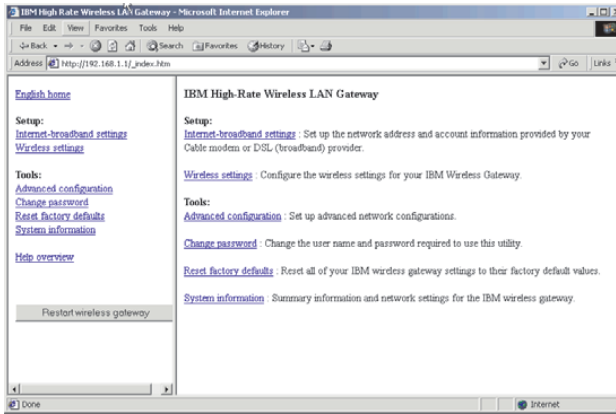 IBM High Rate Wireless LAN Gateway - Microsoft Internet Explorer
File Edit View Favorites Tools Help
Back Search Favorites History
Address http://192.168.1.1/_index.htm Go Links
English home
Setup:
Internet-broadband settings
Wireless settings
Tools:
Advanced configuration
Change password
Reset factory defaults
System information
Help overview
Restart wireless gateway
IBM High-Rate Wireless LAN Gateway
Setup:
Internet-broadband settings : Set up the network address and account information provided by your
Cable modem or DSL (broadband) provider.
Wireless settings : Configure the wireless settings for your IBM Wireless Gateway.
Tools:
Advanced configuration : Set up advanced network configurations.
Change password : Change the user name and password required to use this utility.
Reset factory defaults : Reset all of your IBM wireless gateway settings to their factory default values.
System information : Summary information and network settings for the IBM wireless gateway.
Done Internet